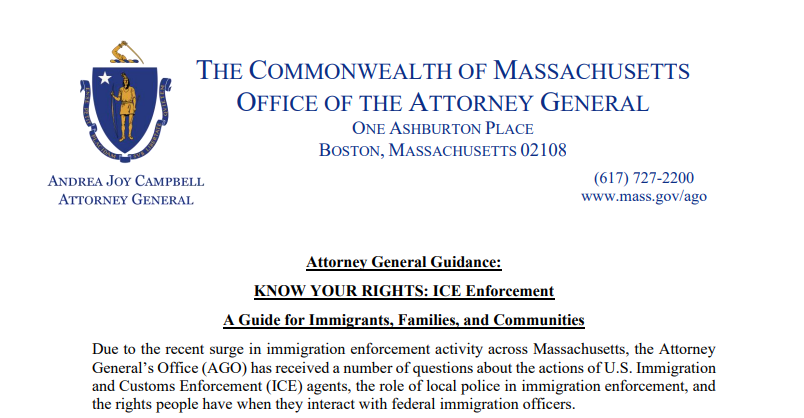 THE COMMONWEALTH OF MASSACHUSETTS
OFFICE OF THE ATTORNEY GENERAL
ONE ASHBURTON PLACE
BOSTON, MASSACHUSETTS 02108
ANDREA JOY CAMPBELL
ATTORNEY GENERAL
(617) 727-2200
www.mass.gov/ago
Attorney General Guidance:
KNOW YOUR RIGHTS: ICE Enforcement
A Guide for Immigrants, Families, and Communities
Due to the recent surge in immigration enforcement activity across Massachusetts, the Attorney
General’s Office (AGO) has received a number of questions about the actions of U.S. Immigration
and Customs Enforcement (ICE) agents, the role of local police in immigration enforcement, and
the rights people have when they interact with federal immigration officers.